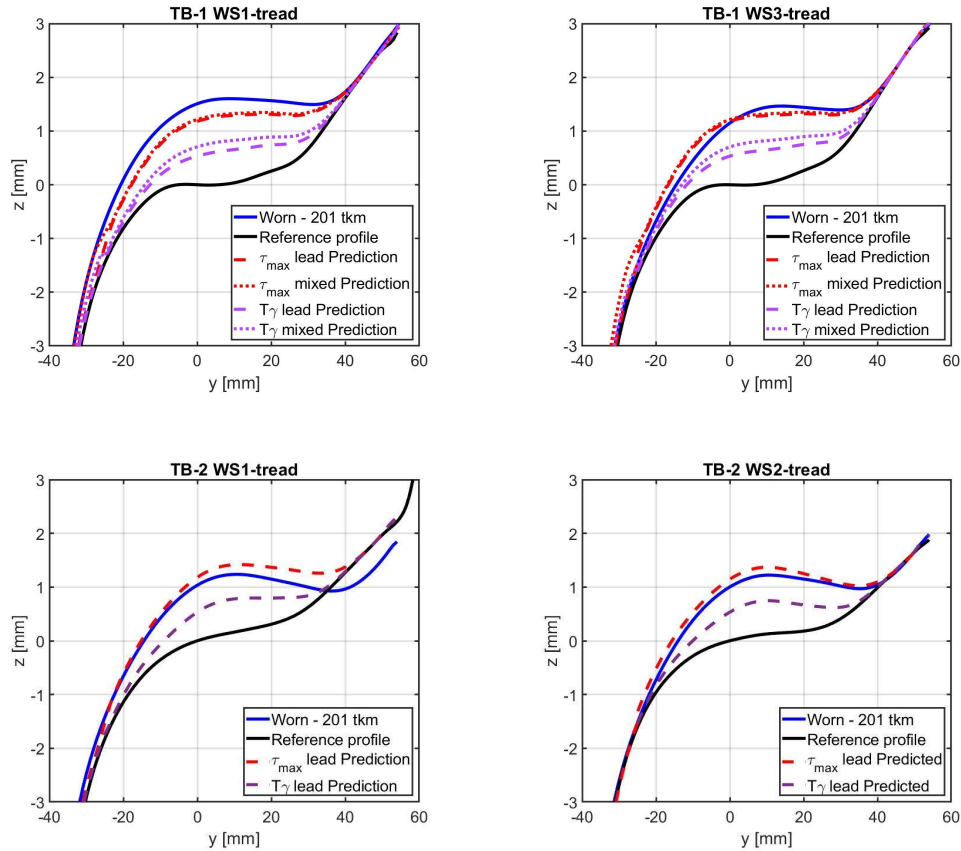 TB-1 WS1-tread
3
2
1
0
-1
-2
-3
z [mm]
Worn - 201 tkm
Reference profile
τmax lead Prediction
τmax mixed Prediction
Tγ lead Prediction
Tγ mixed Prediction
-40 -20 0 20 40 60
y [mm]
TB-1 WS3-tread
3
2
1
0
-1
-2
-3
z [mm]
Worn - 201 tkm
Reference profile
τmax lead Prediction
τmax mixed Prediction
Tγ lead Prediction
Tγ mixed Prediction
-40 -20 0 20 40 60
y [mm]
TB-2 WS1-tread
3
2
1
0
-1
-2
-3
z [mm]
Worn - 201 tkm
Reference profile
τmax lead Prediction
Tγ lead Prediction
-40 -20 0 20 40 60
y [mm]
TB-2 WS2-tread
3
2
1
0
-1
-2
-3
z [mm]
Worn - 201 tkm
Reference profile
τmax lead Predicted
Tγ lead Predicted
-40 -20 0 20 40 60
y [mm]